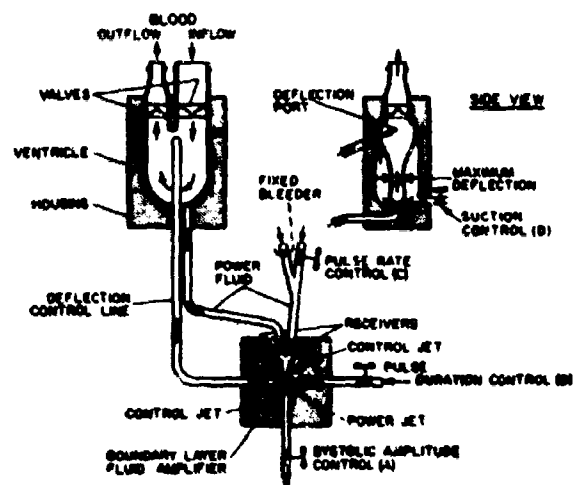 BLOOD
OUTFLOW INFLOW
VALVES
VENTRICLE
HOUSING
DEFLECTION
PORT
SIDE VIEW
MAXIMUM
DEFLECTION
SUCTION
CONTROL (D)
FIXED
BLEEDER
PULSE RATE
CONTROL (C)
POWER
FLUID
DEFLECTION
CONTROL LINE
RECEIVERS
CONTROL JET
PULSE
DURATION CONTROL (B)
CONTROL JET
POWER JET
BOUNDARY LAYER
FLUID AMPLIFIER
SYSTOLIC AMPLITUDE
CONTROL (A)